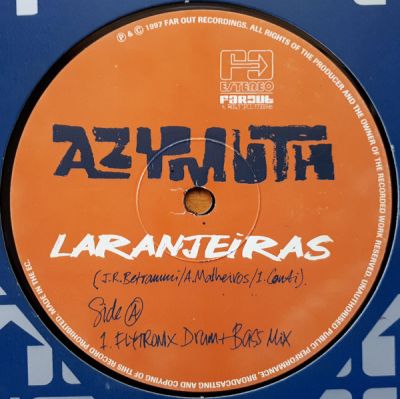 ℗ & © 1997 FAR OUT RECORDINGS. ALL RIGHTS OF THE PRODUCER AND THE OWNER OF THE RECORDED WORK RESERVED. UNAUTHORISED PUBLIC PERFORMANCE, BROADCASTING AND COPYING OF THIS RECORD PROHIBITED. MADE IN THE EC.
ESTEREO
FAROUT
AZYMUTH
LARANJEIRAS
(J.R. Betrammi/A. Malheiros/I. Conti).
Side A
1. FLYTRONIX DRUM + BASS MIX